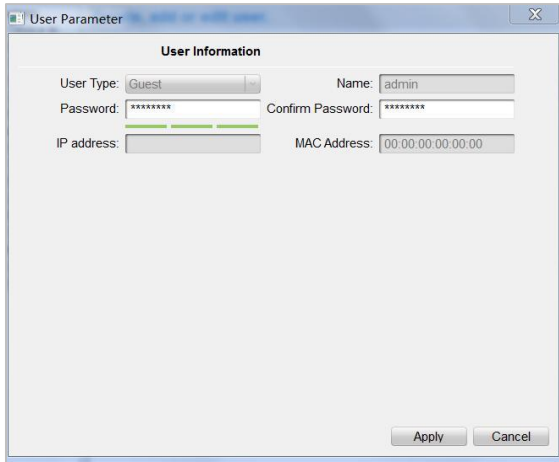 User Parameter
User Information
User Type: Guest Name: admin
Password: ******** Confirm Password: ********
IP address: MAC Address: 00:00:00:00:00:00
Apply Cancel